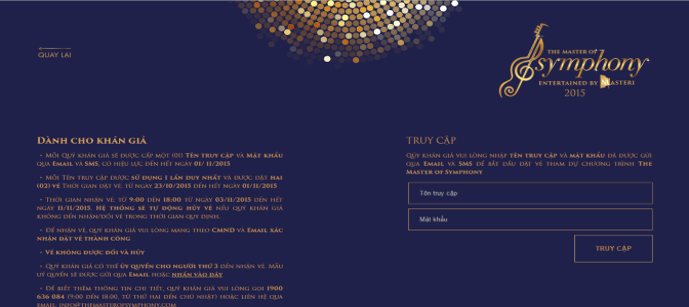 QUAY LẠI
THE MASTER OF
Symphony
ENTERTAINED BY MASTERI
2015
DÀNH CHO KHÁN GIẢ
• MỖI QUÝ KHÁN GIẢ SẼ ĐƯỢC CẤP MỘT (01) TÊN TRUY CẬP VÀ MẬT KHẨU
QUA EMAIL VÀ SMS, CÓ HIỆU LỰC ĐẾN HẾT NGÀY 01/11/2015
• MỖI TÊN TRUY CẬP ĐƯỢC SỬ DỤNG 1 LẦN DUY NHẤT VÀ ĐƯỢC ĐẶT HAI
(02) VÉ THỜI GIAN ĐẶT VÉ: TỪ NGÀY 23/10/2015 ĐẾN HẾT NGÀY 01/11/2015
• THỜI GIAN NHẬN VÉ: TỪ 9:00 ĐẾN 18:00 TỪ NGÀY 03/11/2015 ĐẾN HẾT
NGÀY 11/11/2015. HỆ THỐNG SẼ TỰ ĐỘNG HỦY VÉ NẾU QUÝ KHÁN GIẢ
KHÔNG ĐẾN NHẬN/ĐỔI VÉ TRONG THỜI GIAN QUY ĐỊNH.
• ĐỂ NHẬN VÉ, QUÝ KHÁN GIẢ VUI LÒNG MANG THEO CMND VÀ EMAIL XÁC
NHẬN ĐẶT VÉ THÀNH CÔNG
• VÉ KHÔNG ĐƯỢC ĐỔI VÀ HỦY
• QUÝ KHÁN GIẢ CÓ THỂ ỦY QUYỀN CHO NGƯỜI THỨ 3 ĐẾN NHẬN VÉ. MẪU
UỶ QUYỀN SẼ ĐƯỢC GỬI QUA EMAIL HOẶC NHẤN VÀO ĐÂY
• ĐỂ BIẾT THÊM THÔNG TIN CHI TIẾT, QUÝ KHÁN GIẢ VUI LÒNG GỌI 1900
636 084 (9:00 ĐẾN 18:00, TỪ THỨ HAI ĐẾN CHỦ NHẬT) HOẶC LIÊN HỆ QUA
EMAIL: INFO@THEMASTEROFSYMPHONY.COM
TRUY CẬP
QUÝ KHÁN GIẢ VUI LÒNG NHẬP TÊN TRUY CẬP VÀ MẬT KHẨU ĐÃ ĐƯỢC GỬI
QUA EMAIL VÀ SMS ĐỂ BẮT ĐẦU ĐẶT VÉ THAM DỰ CHƯƠNG TRÌNH THE
MASTER OF SYMPHONY
Tên truy cập
Mật khẩu
TRUY CẬP